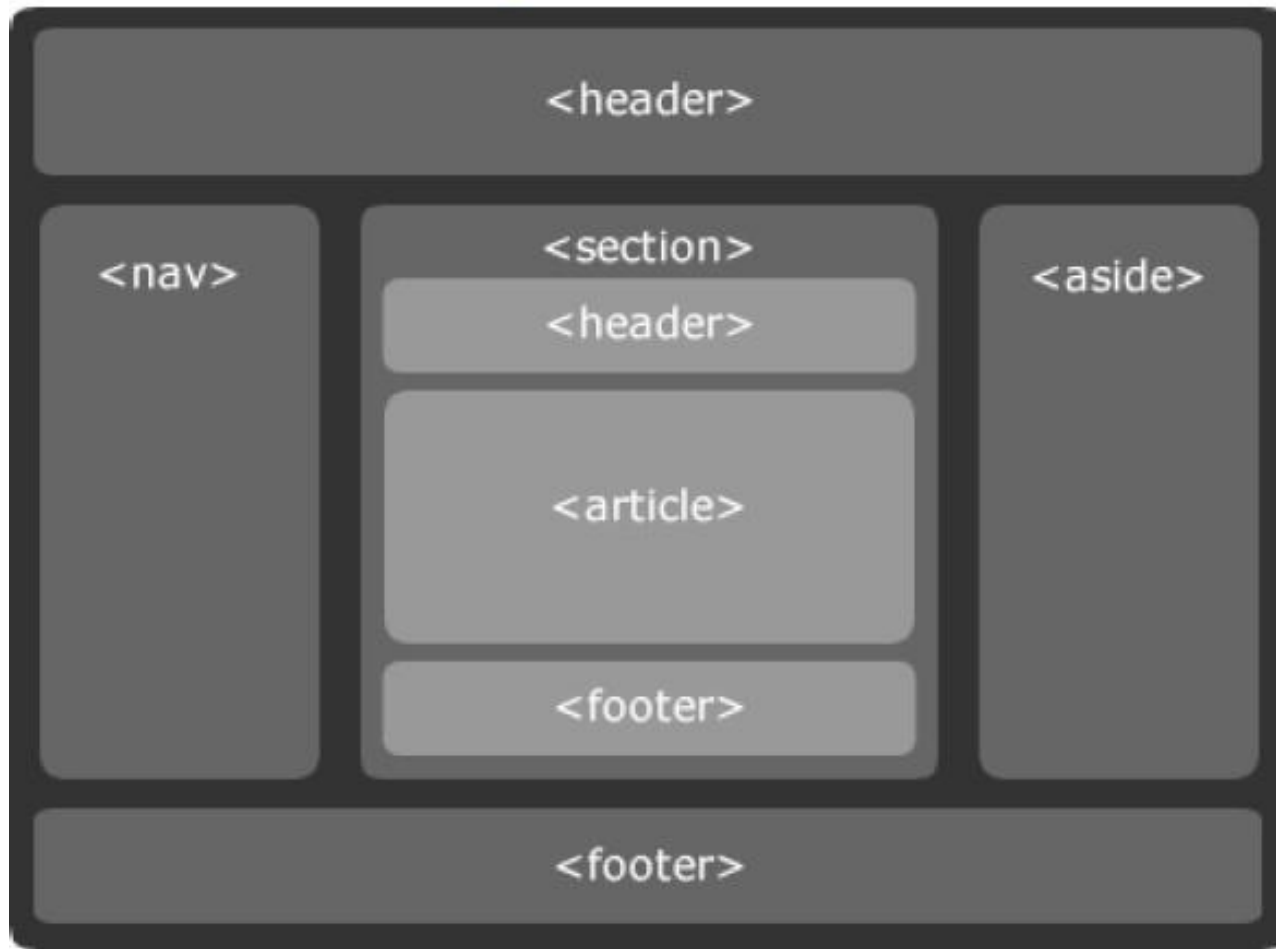 <header>
<nav>
<section>
<header>
<article>
<footer>
<aside>
<footer>